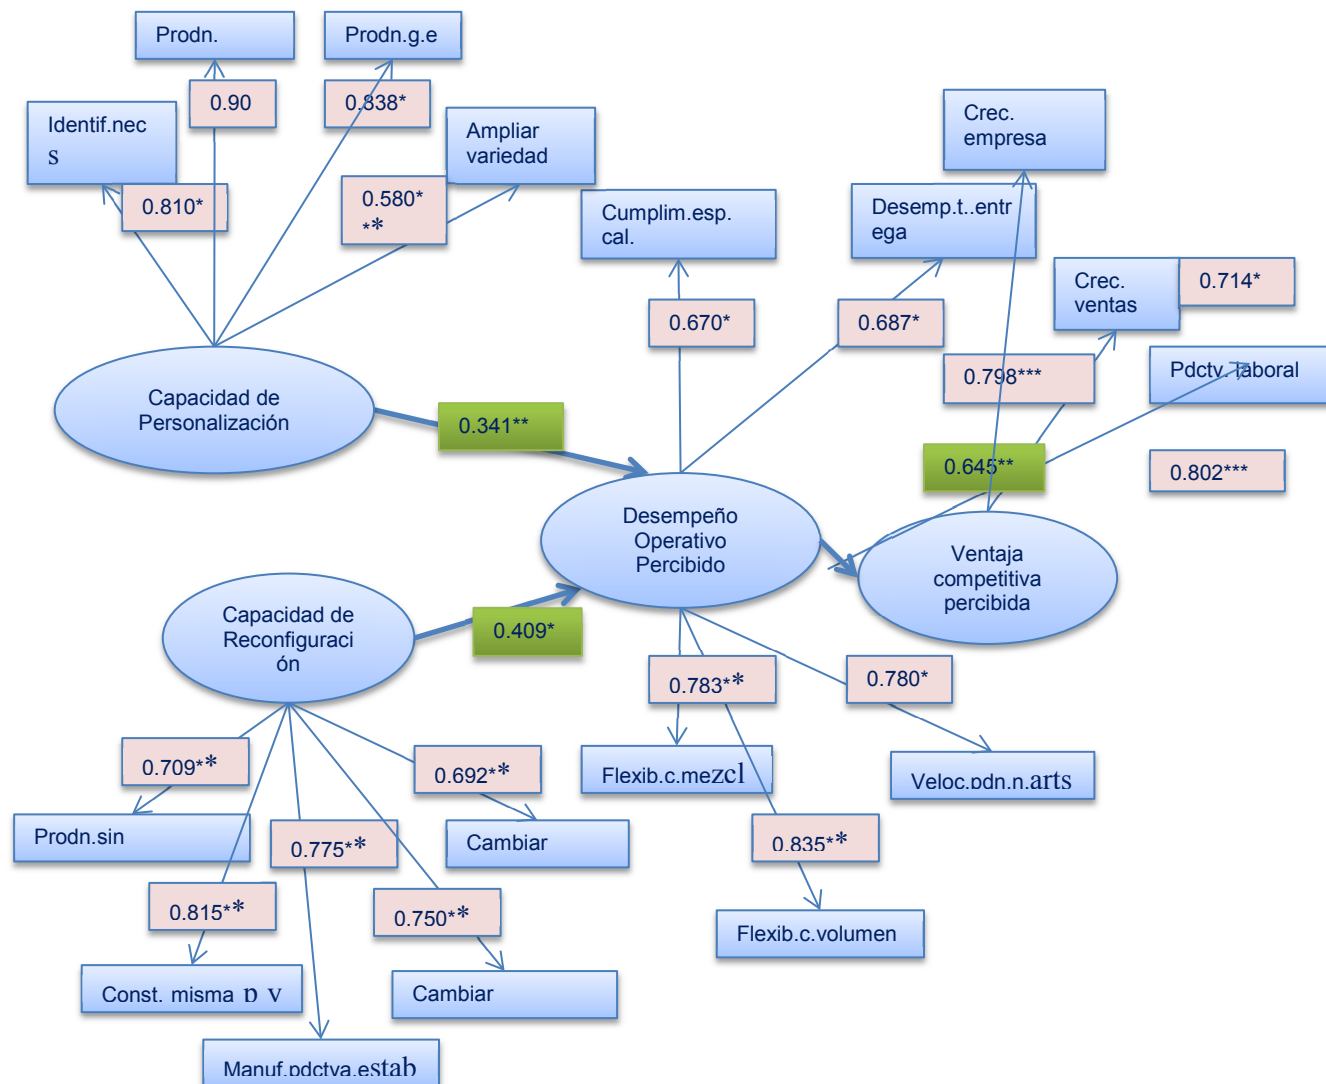 Prodn.
Prodn.g.e
0.90
0.838*
Identif.nec
s
Ampliar
variedad
Crec.
empresa
0.810*
0.580*
**
Cumplim.esp.
cal.
Desemp.t..entr
ega
Crec.
ventas
0.714*
0.670*
0.687*
0.798***
Pdctv. laboral
Capacidad de
Personalización
0.341**
0.645**
0.802***
Desempeño
Operativo
Percibido
Ventaja
competitiva
percibida
Capacidad de
Reconfiguraci
ón
0.409*
0.783**
0.780*
0.709**
0.692**
Flexib.c.mezcl
Veloc.pdn.n.arts
Prodn.sin
0.775**
Cambiar
0.835**
0.815**
0.750**
Flexib.c.volumen
Const. misma p v
Cambiar
Manuf.pdctva.estab